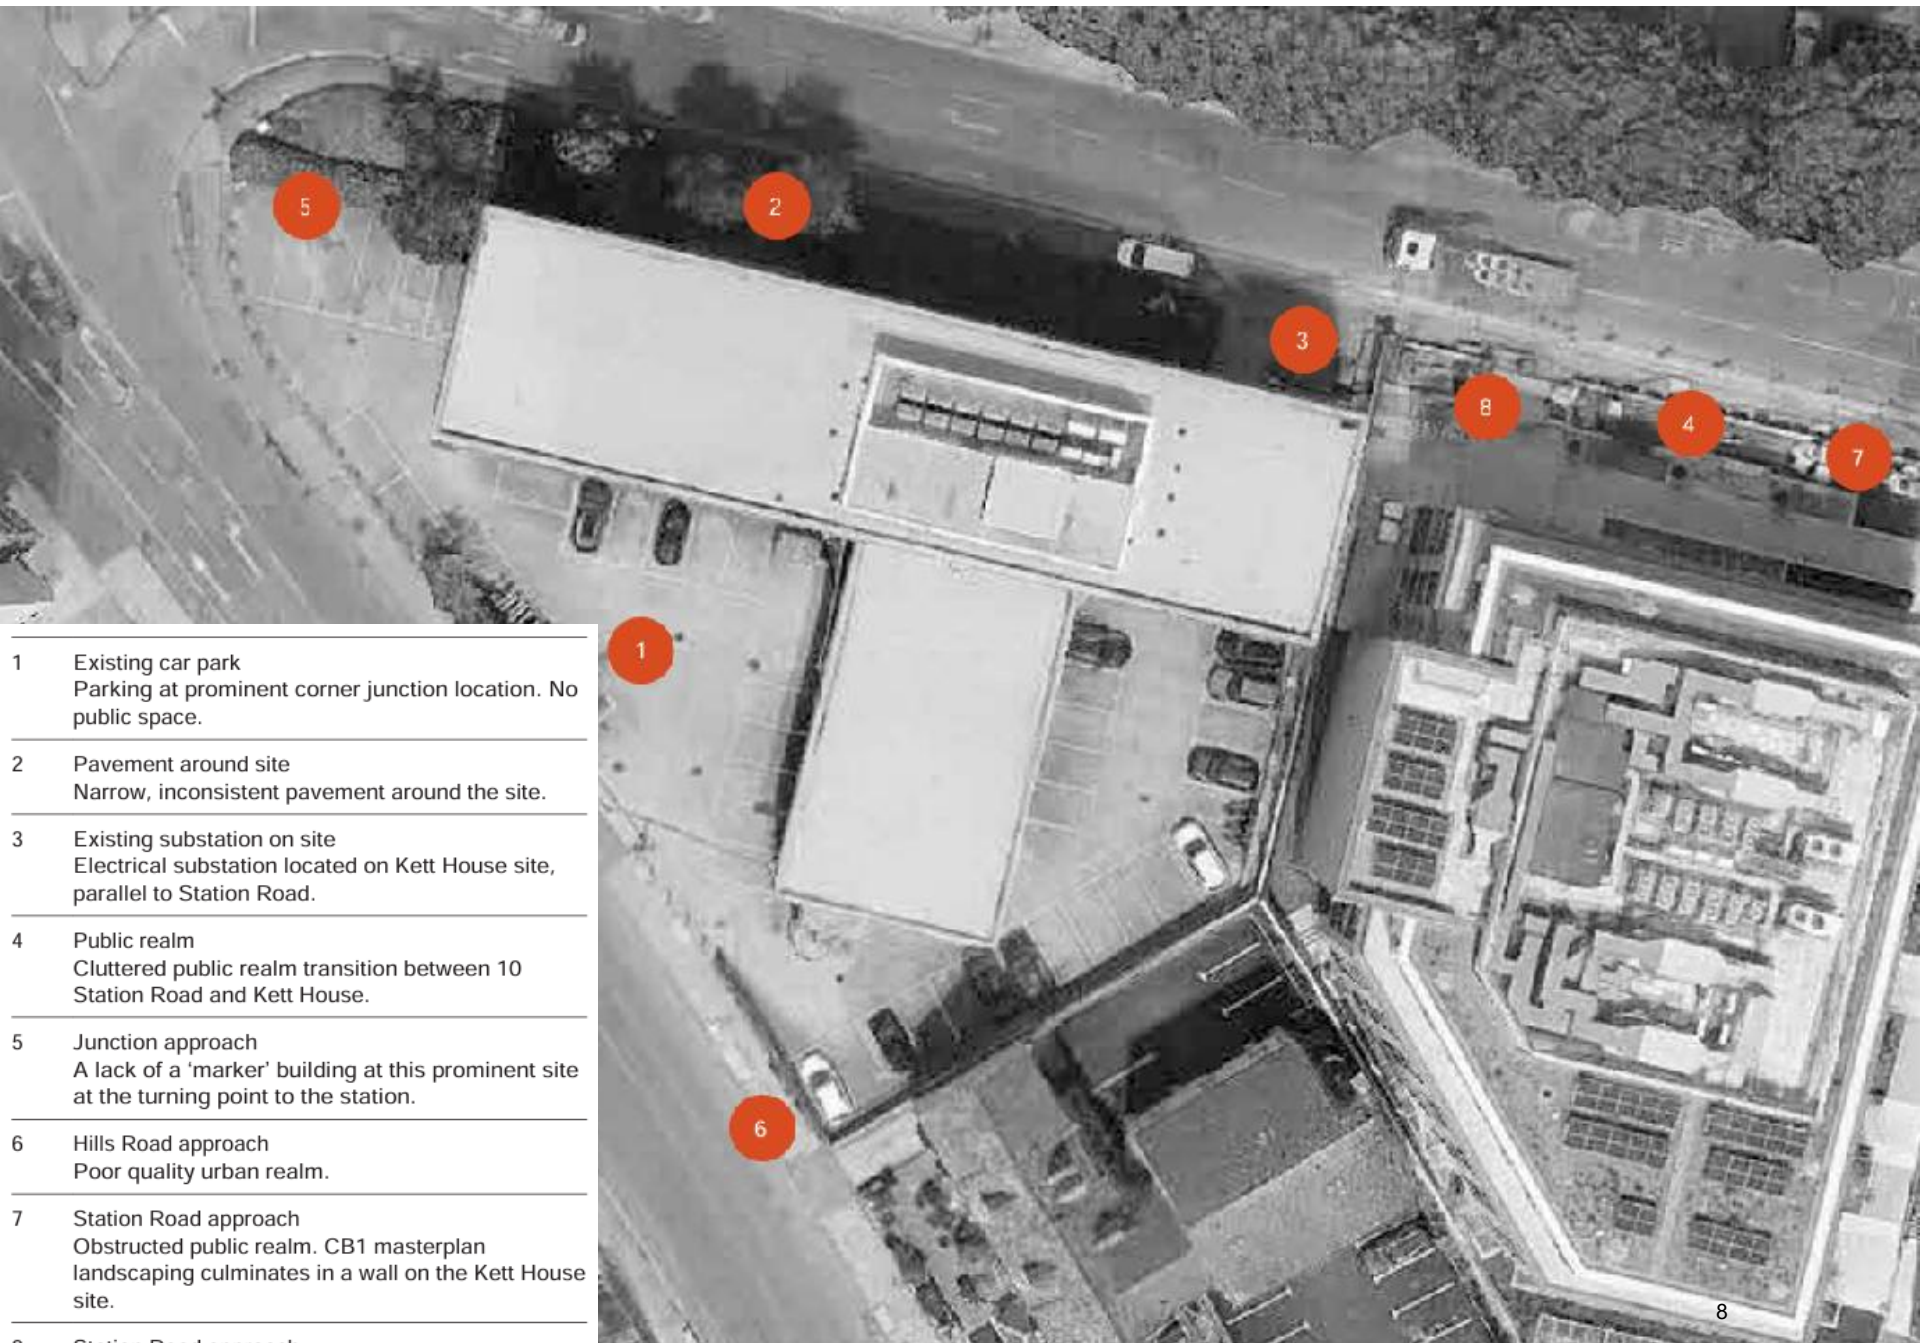 5
2
3
8
4
7
1
6
1 Existing car park
Parking at prominent corner junction location. No
public space.
2 Pavement around site
Narrow, inconsistent pavement around the site.
3 Existing substation on site
Electrical substation located on Kett House site,
parallel to Station Road.
4 Public realm
Cluttered public realm transition between 10
Station Road and Kett House.
5 Junction approach
A lack of a ‘marker’ building at this prominent site
at the turning point to the station.
6 Hills Road approach
Poor quality urban realm.
7 Station Road approach
Obstructed public realm. CB1 masterplan
landscaping culminates in a wall on the Kett House
site.
8